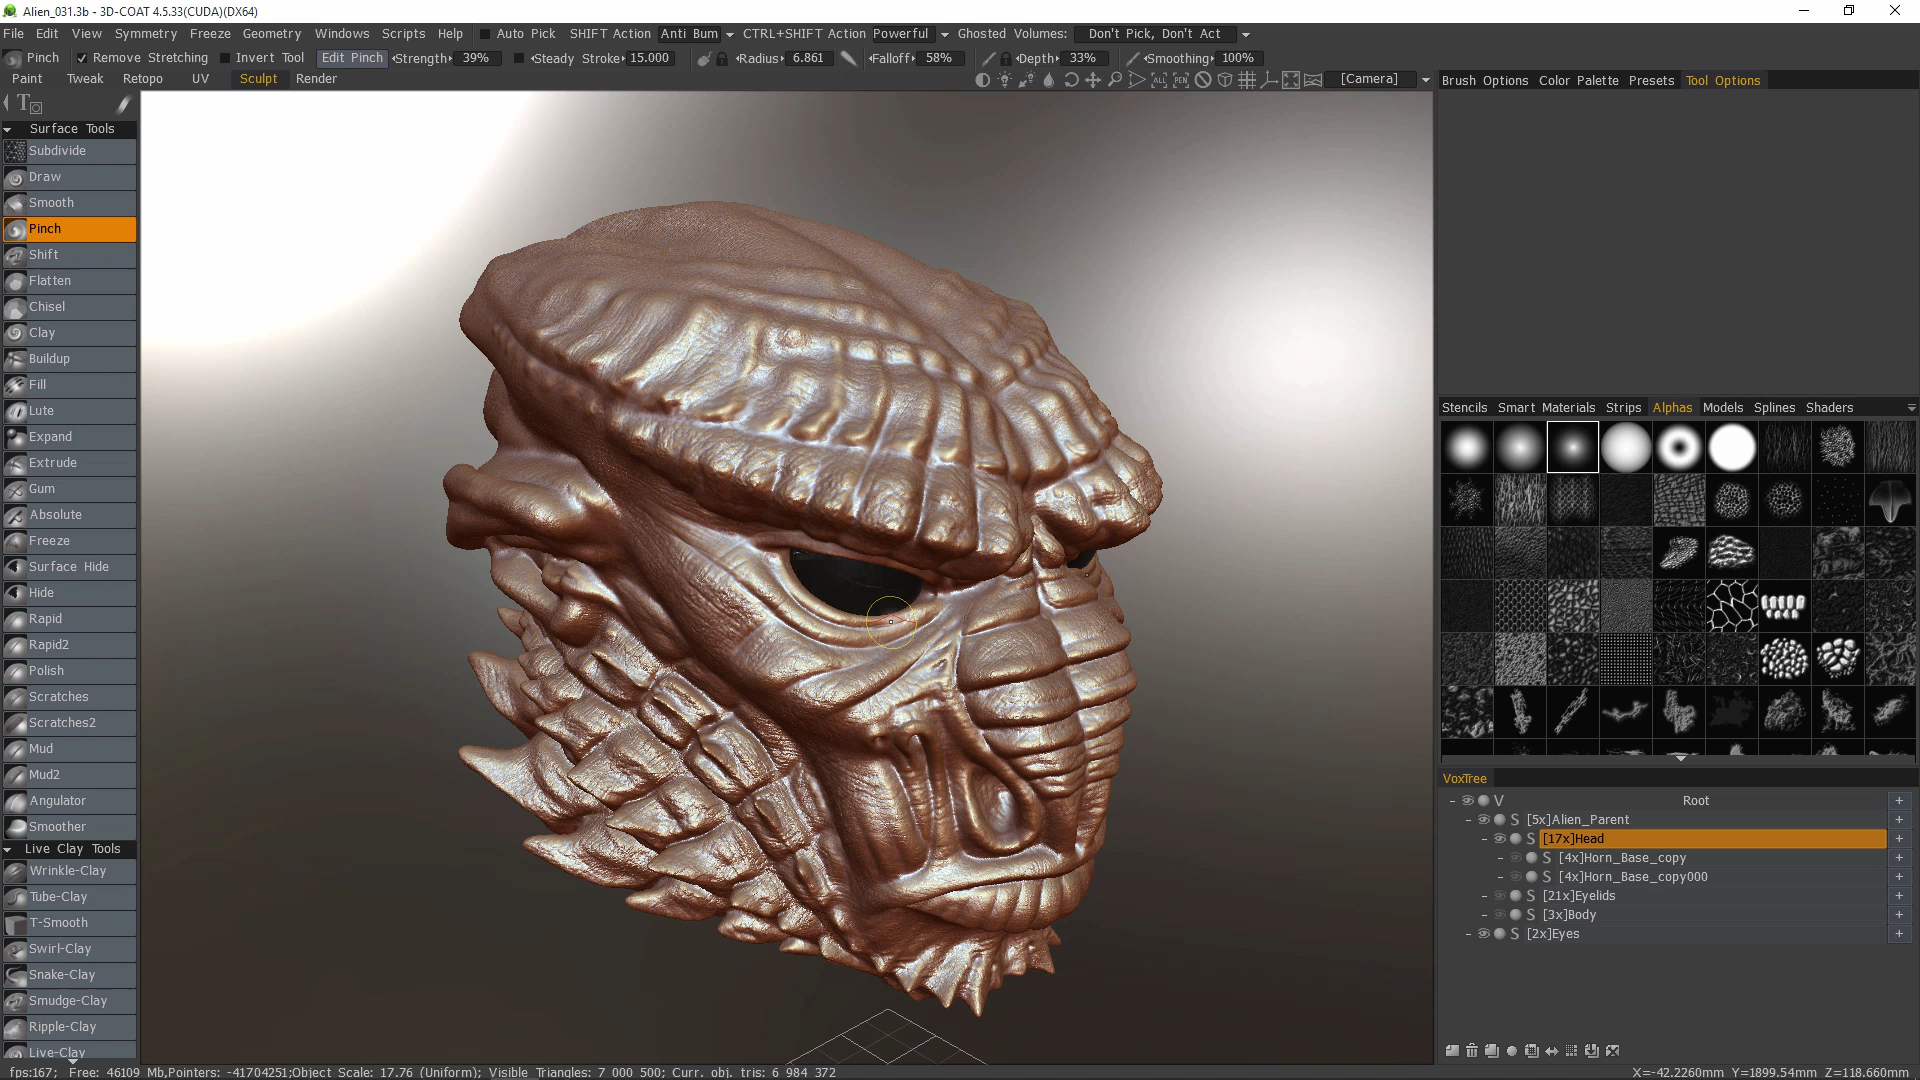 Alien_031.3b - 3D-COAT 4.5.33(CUDA)(DX64)
File Edit View Symmetry Freeze Geometry Windows Scripts Help Auto Pick SHIFT Action Anti Bum CTRL+SHIFT Action Powerful Ghosted Volumes: Don't Pick, Don't Act
Pinch Remove Stretching Invert Tool Edit Pinch Strength 39% Steady Stroke 15.000 Radius 6.861 Falloff 58% Depth 33% Smoothing 100%
Paint Tweak Retopo UV Sculpt Render [Camera]
Brush Options Color Palette Presets Tool Options
Surface Tools
Subdivide
Draw
Smooth
Pinch
Shift
Flatten
Chisel
Clay
Buildup
Fill
Lute
Expand
Extrude
Gum
Absolute
Freeze
Surface Hide
Hide
Rapid
Rapid2
Polish
Scratches
Scratches2
Mud
Mud2
Angulator
Smoother
Live Clay Tools
Wrinkle-Clay
Tube-Clay
T-Smooth
Swirl-Clay
Snake-Clay
Smudge-Clay
Ripple-Clay
Live-Clay
Stencils Smart Materials Strips Alphas Models Splines Shaders
VoxTree
V Root +
S [5x]Alien_Parent +
S [17x]Head +
S [4x]Horn_Base_copy +
S [4x]Horn_Base_copy000 +
S [21x]Eyelids +
S [3x]Body +
S [2x]Eyes +
fps:167; Free: 46109 Mb,Pointers: -41704251;Object Scale: 17.76 (Uniform); Visible Triangles: 7 000 500; Curr. obj. tris: 6 984 372
X=-42.2260mm Y=1899.54mm Z=118.660mm